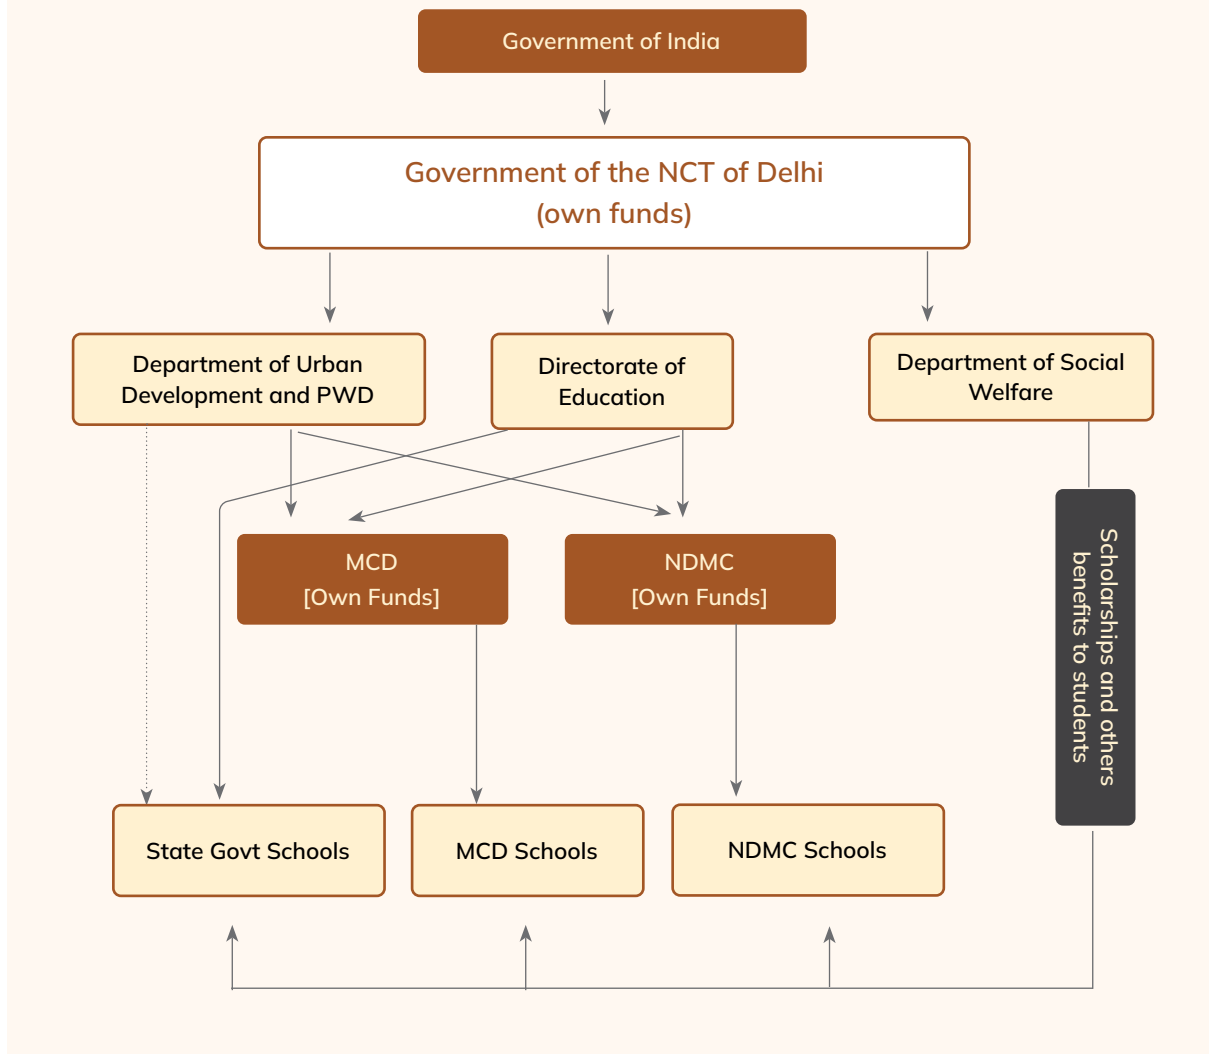 Government of India
Government of the NCT of Delhi
(own funds)
Department of Urban
Development and PWD
Directorate of
Education
Department of Social
Welfare
MCD
[Own Funds]
NDMC
[Own Funds]
Scholarships and others
benefits to students
State Govt Schools
MCD Schools
NDMC Schools